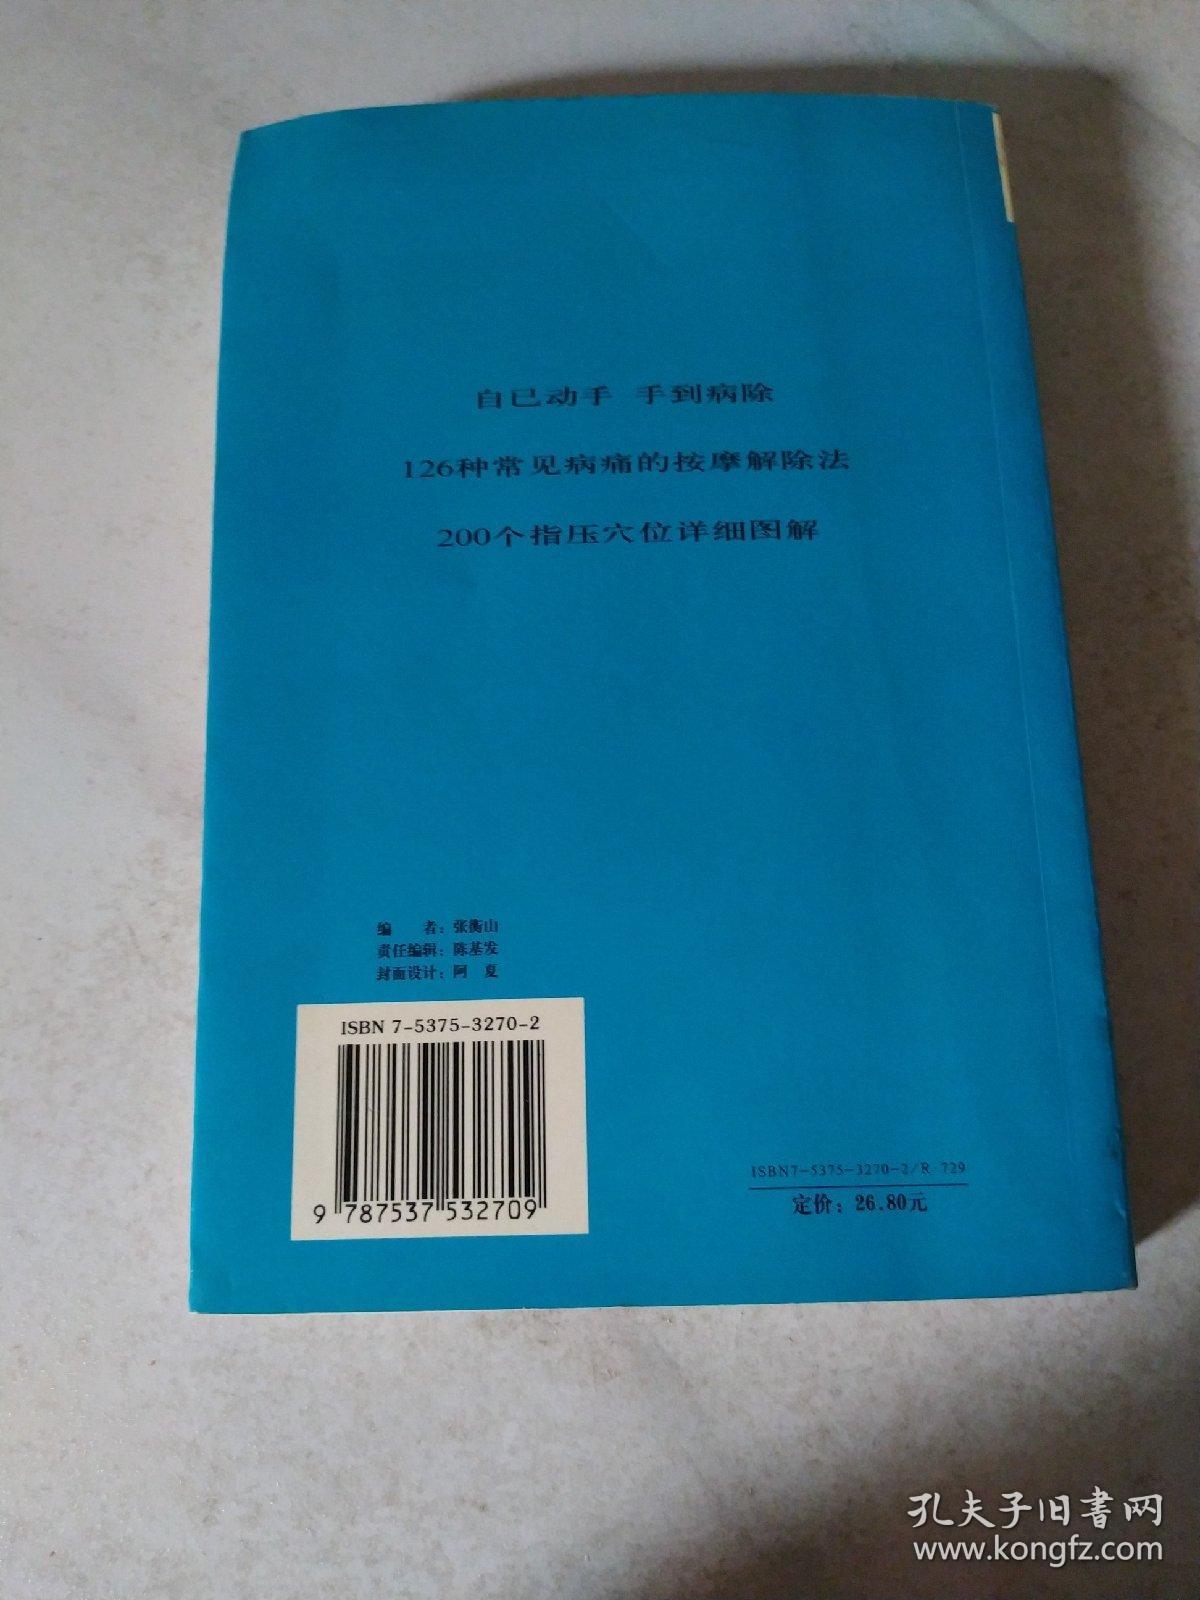 自已动手 手到病除
126种常见病痛的按摩解除法
200个指压穴位详细图解
编 者：张衡山
责任编辑：陈基发
封面设计：阿 夏
ISBN 7-5375-3270-2
9 787537 532709
ISBN7-5375-3270-2/R·729
定价：26.80元
孔夫子旧书网
www.kongfz.com